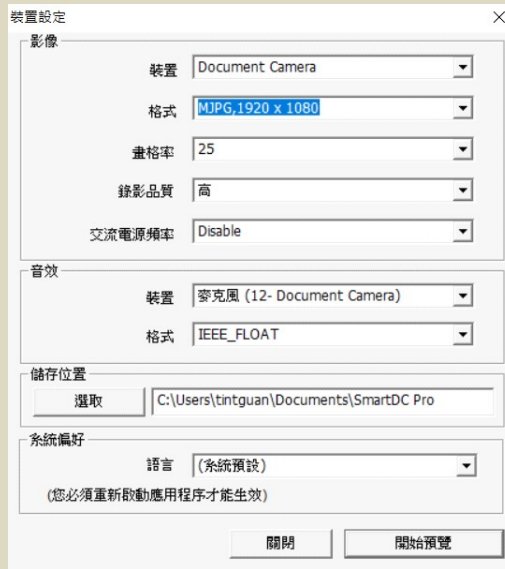 裝置設定
影像
裝置 Document Camera
格式 MJPG,1920 x 1080
畫格率 25
錄影品質 高
交流電源頻率 Disable
音效
裝置 麥克風 (12- Document Camera)
格式 IEEE_FLOAT
儲存位置
選取 C:\Users\tintguan\Documents\SmartDC Pro
系統偏好
語言 (系統預設)
(您必須重新啟動應用程序才能生效)
關閉 開始預覽